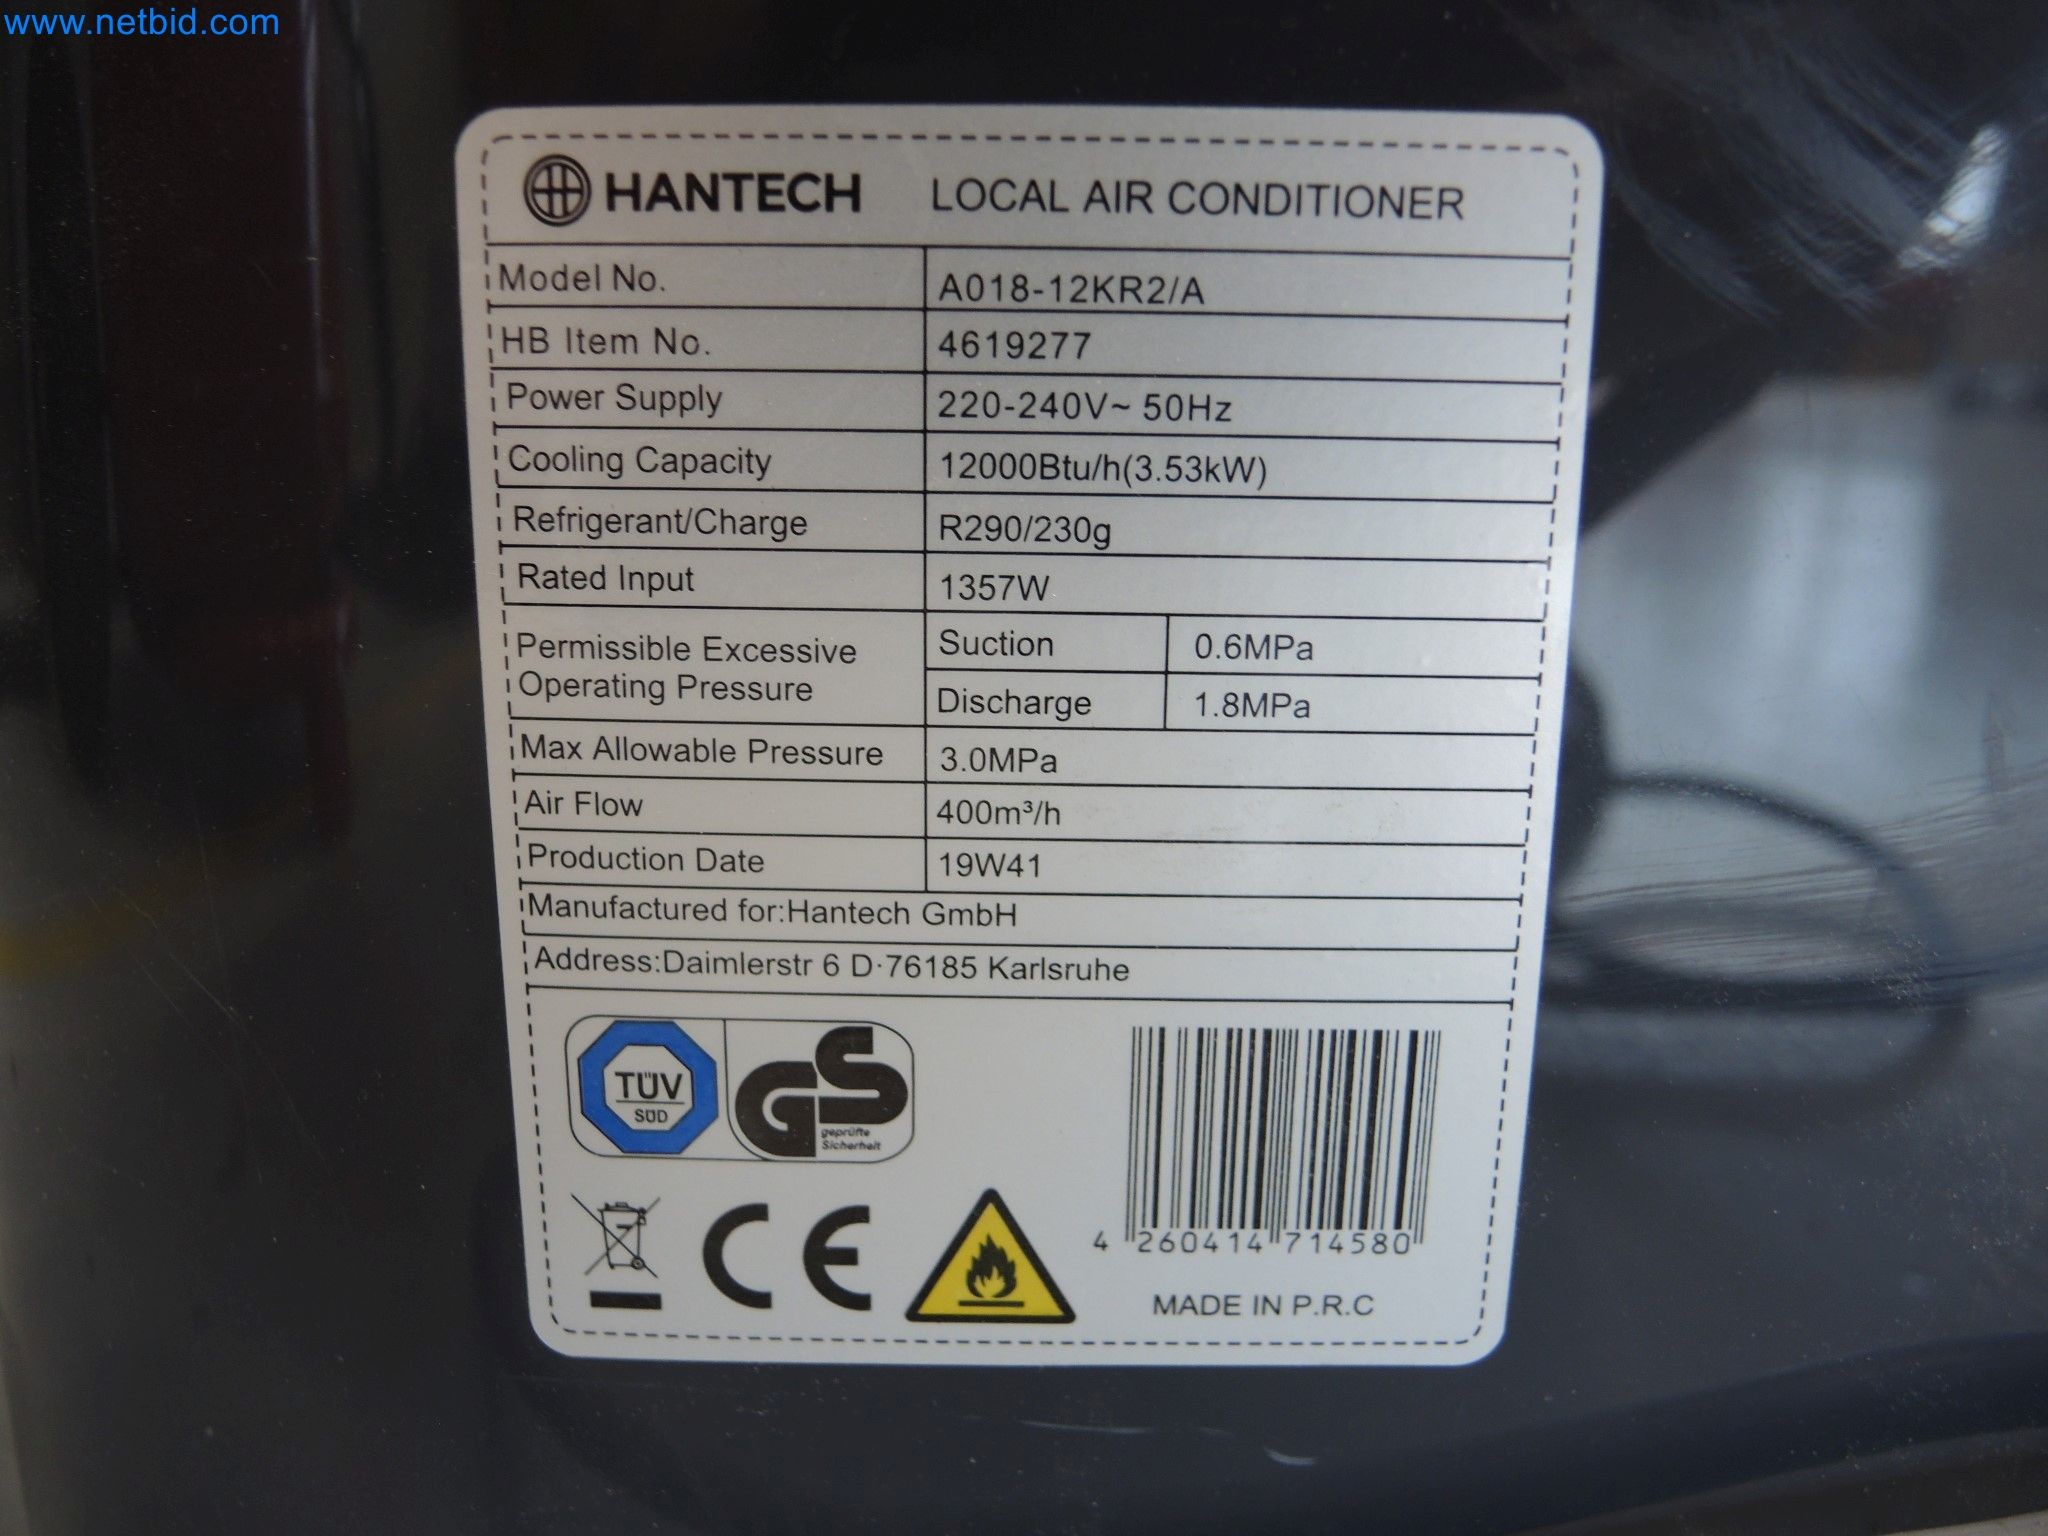 www.netbid.com
HANTECH LOCAL AIR CONDITIONER
Model No. A018-12KR2/A
HB Item No. 4619277
Power Supply 220-240V~ 50Hz
Cooling Capacity 12000Btu/h(3.53kW)
Refrigerant/Charge R290/230g
Rated Input 1357W
Permissible Excessive
Operating Pressure
Suction 0.6MPa
Discharge 1.8MPa
Max Allowable Pressure 3.0MPa
Air Flow 400m³/h
Production Date 19W41
Manufactured for:Hantech GmbH
Address:Daimlerstr 6 D·76185 Karlsruhe
TÜV
SÜD
GS
geprüfte
Sicherheit
CE
4 260414 714580
MADE IN P.R.C